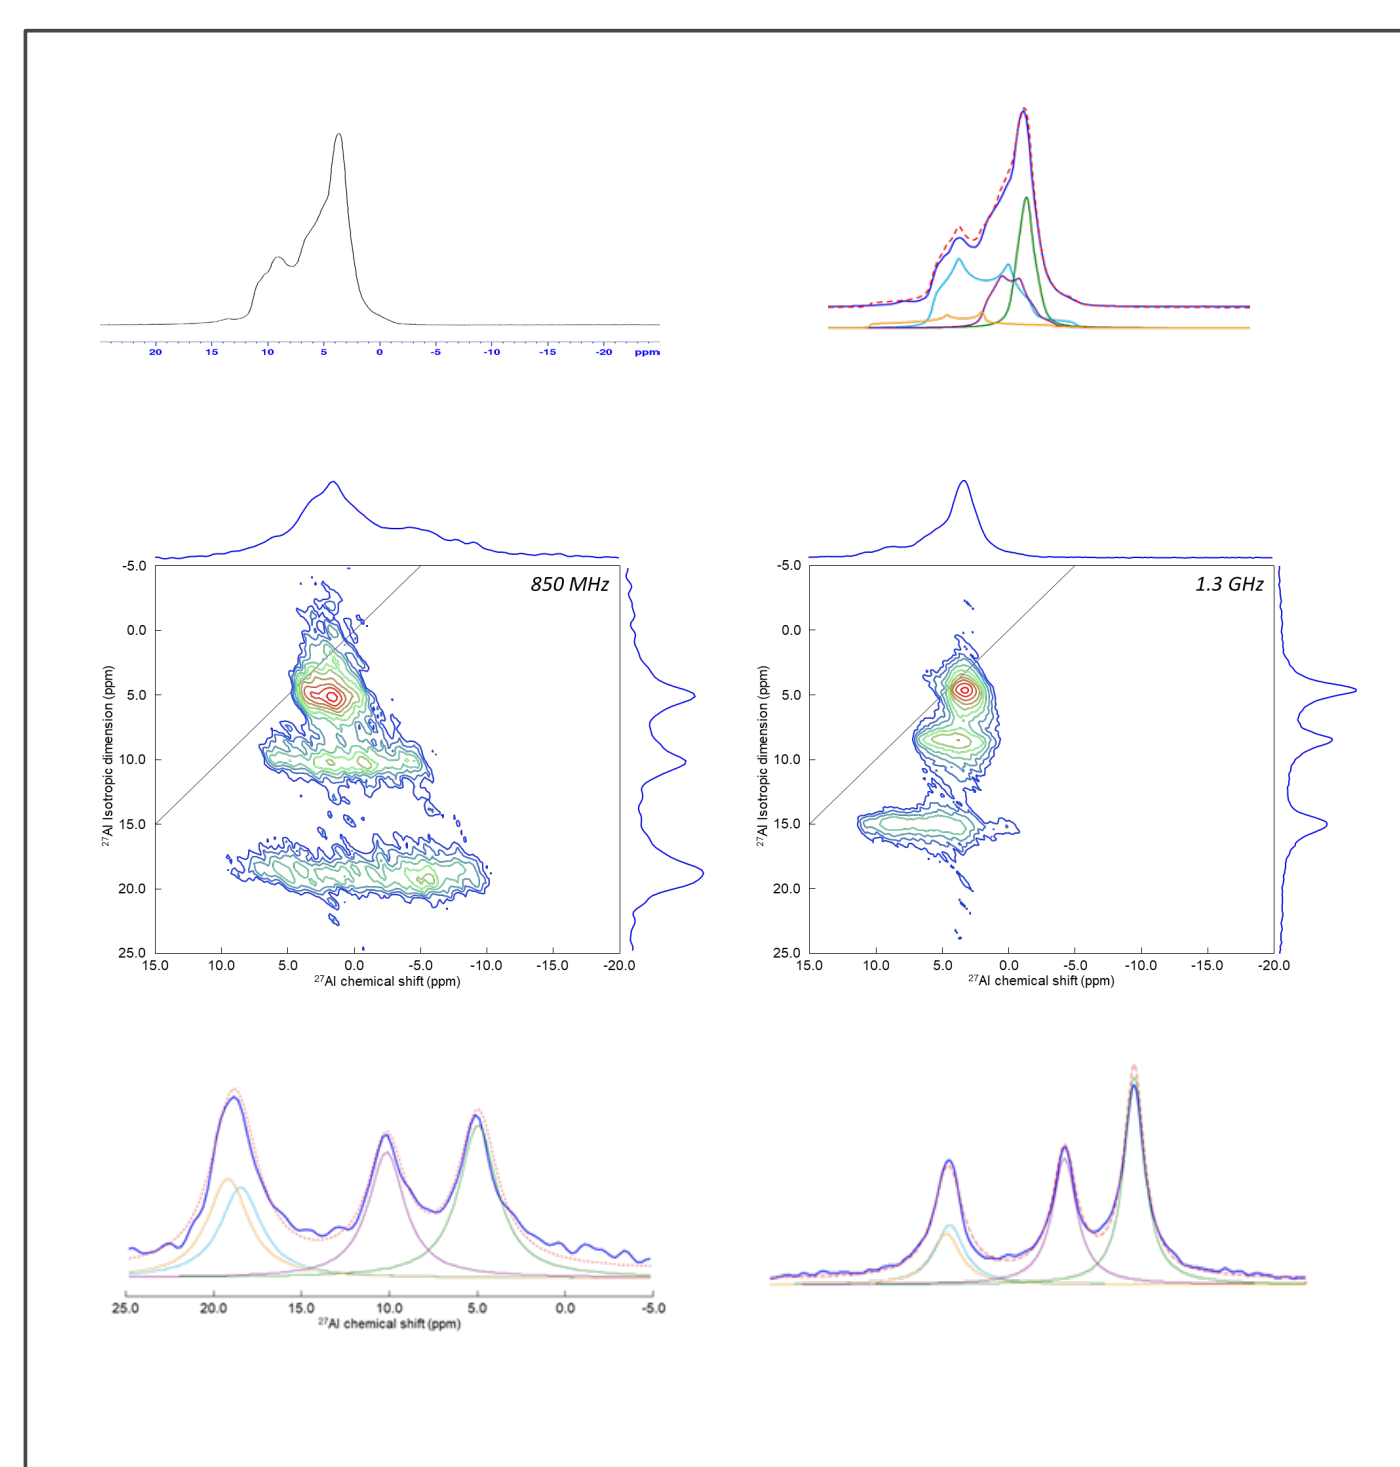 20 15 10 5 0 -5 -10 -15 -20 ppm
850 MHz
-5.0
0.0
5.0
10.0
15.0
20.0
25.0
27Al Isotropic dimension (ppm)
15.0 10.0 5.0 0.0 -5.0 -10.0 -15.0 -20.0
27Al chemical shift (ppm)
1.3 GHz
-5.0
0.0
5.0
10.0
15.0
20.0
25.0
27Al Isotropic dimension (ppm)
15.0 10.0 5.0 0.0 -5.0 -10.0 -15.0 -20.0
27Al chemical shift (ppm)
25.0 20.0 15.0 10.0 5.0 0.0 -5.0
27Al chemical shift (ppm)